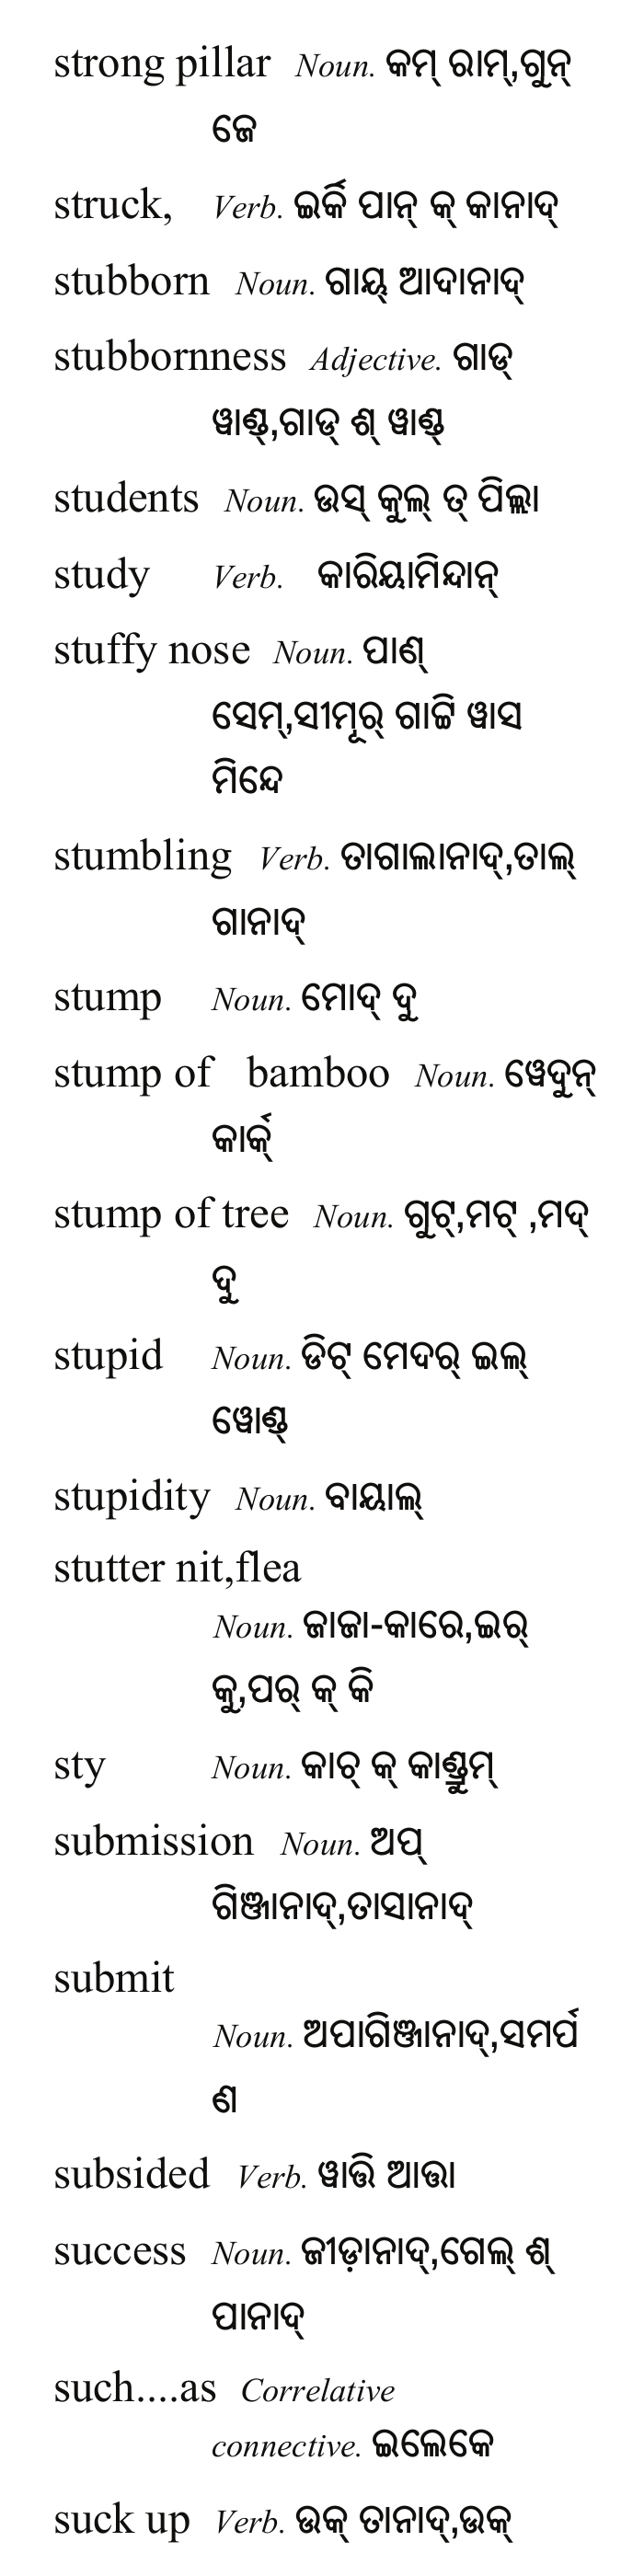 strong pillar Noun. କମ୍ ରାମ୍,ଗୁନ୍
ଜେ
struck, Verb. ଇର୍କି ପାନ୍ କ୍ କାନାଦ୍
stubborn Noun. ଗାୟ୍ ଆଦାନାଦ୍
stubbornness Adjective. ଗାଡ୍
ୱାଣ୍ଡ୍,ଗାଡ୍ ଶ୍ ୱାଣ୍ଡ୍
students Noun. ଉସ୍ କୁଲ୍ ତ୍ ପିଲ୍ଲା
study Verb. କାରିୟାମିନ୍ଦାନ୍
stuffy nose Noun. ପାଣ୍
ସେମ୍,ସୀମୂର୍ ଗାଟ୍ଟି ୱାସ
ମିନ୍ଦେ
stumbling Verb. ତାଗାଲାନାଦ୍,ତାଲ୍
ଗାନାଦ୍
stump Noun. ମୋଦ୍ ଦୁ
stump of bamboo Noun. ୱେଦୁନ୍
କାର୍କ୍
stump of tree Noun. ଗୁଟ୍,ମଟ୍ ,ମଦ୍
ଦୁ
stupid Noun. ଡିଟ୍ ମେଦର୍ ଇଲ୍
ୱୋଣ୍ଡ୍
stupidity Noun. ବାୟାଲ୍
stutter nit,flea
Noun. ଜାଜା-କାରେ,ଇର୍
କୁ,ପର୍ କ୍ କି
sty Noun. କାଚ୍ କ୍ କାଣ୍ଡ୍ରୁମ୍
submission Noun. ଅପ୍
ଗିଞ୍ଜାନାଦ୍,ତାସାନାଦ୍
submit
Noun. ଅପାଗିଞ୍ଜାନାଦ୍,ସମର୍ପ
ଣ
subsided Verb. ୱାତ୍ତି ଆତ୍ତା
success Noun. ଜୀଡ଼ାନାଦ୍,ଗେଲ୍ ଶ୍
ପାନାଦ୍
such....as Correlative
connective. ଇଲେକେ
suck up Verb. ଉକ୍ ତାନାଦ୍,ଉକ୍